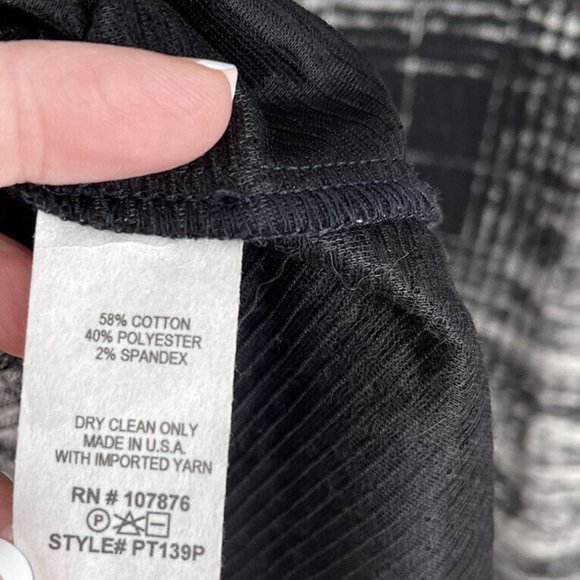 58% COTTON
40% POLYESTER
2% SPANDEX
DRY CLEAN ONLY
MADE IN U.S.A.
WITH IMPORTED YARN
RN # 107876
P
STYLE# PT139P